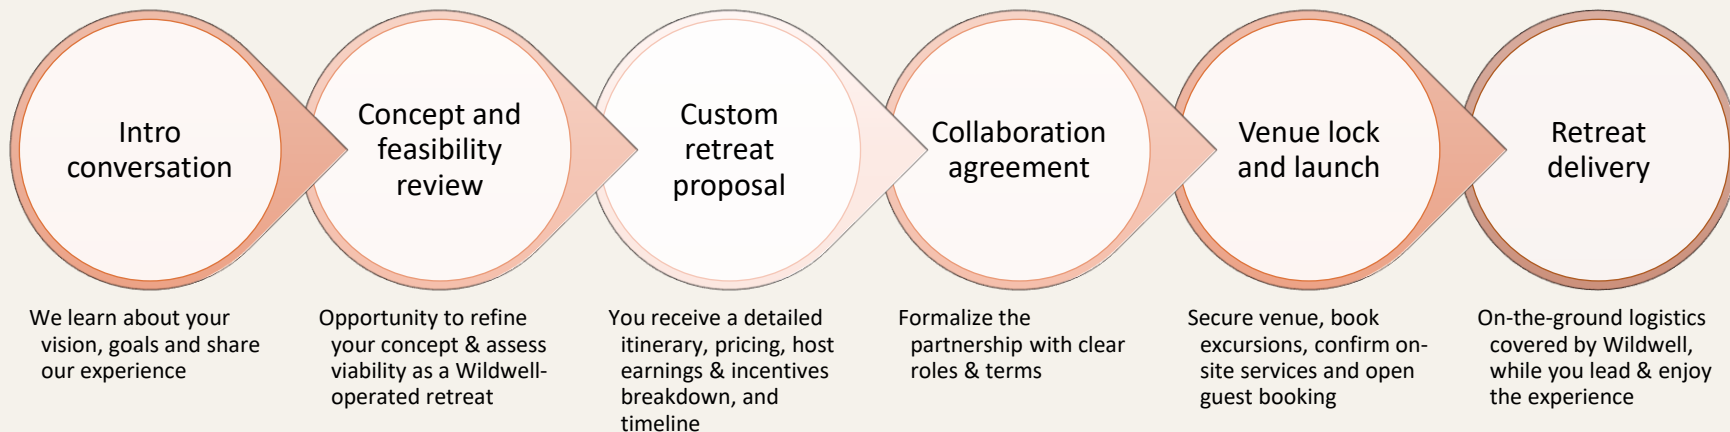 Intro
conversation
We learn about your
vision, goals and share
our experience
Concept and
feasibility
review
Opportunity to refine
your concept & assess
viability as a Wildwell-
operated retreat
Custom
retreat
proposal
You receive a detailed
itinerary, pricing, host
earnings & incentives
breakdown, and
timeline
Collaboration
agreement
Formalize the
partnership with clear
roles & terms
Venue lock
and launch
Secure venue, book
excursions, confirm on-
site services and open
guest booking
Retreat
delivery
On-the-ground logistics
covered by Wildwell,
while you lead & enjoy
the experience